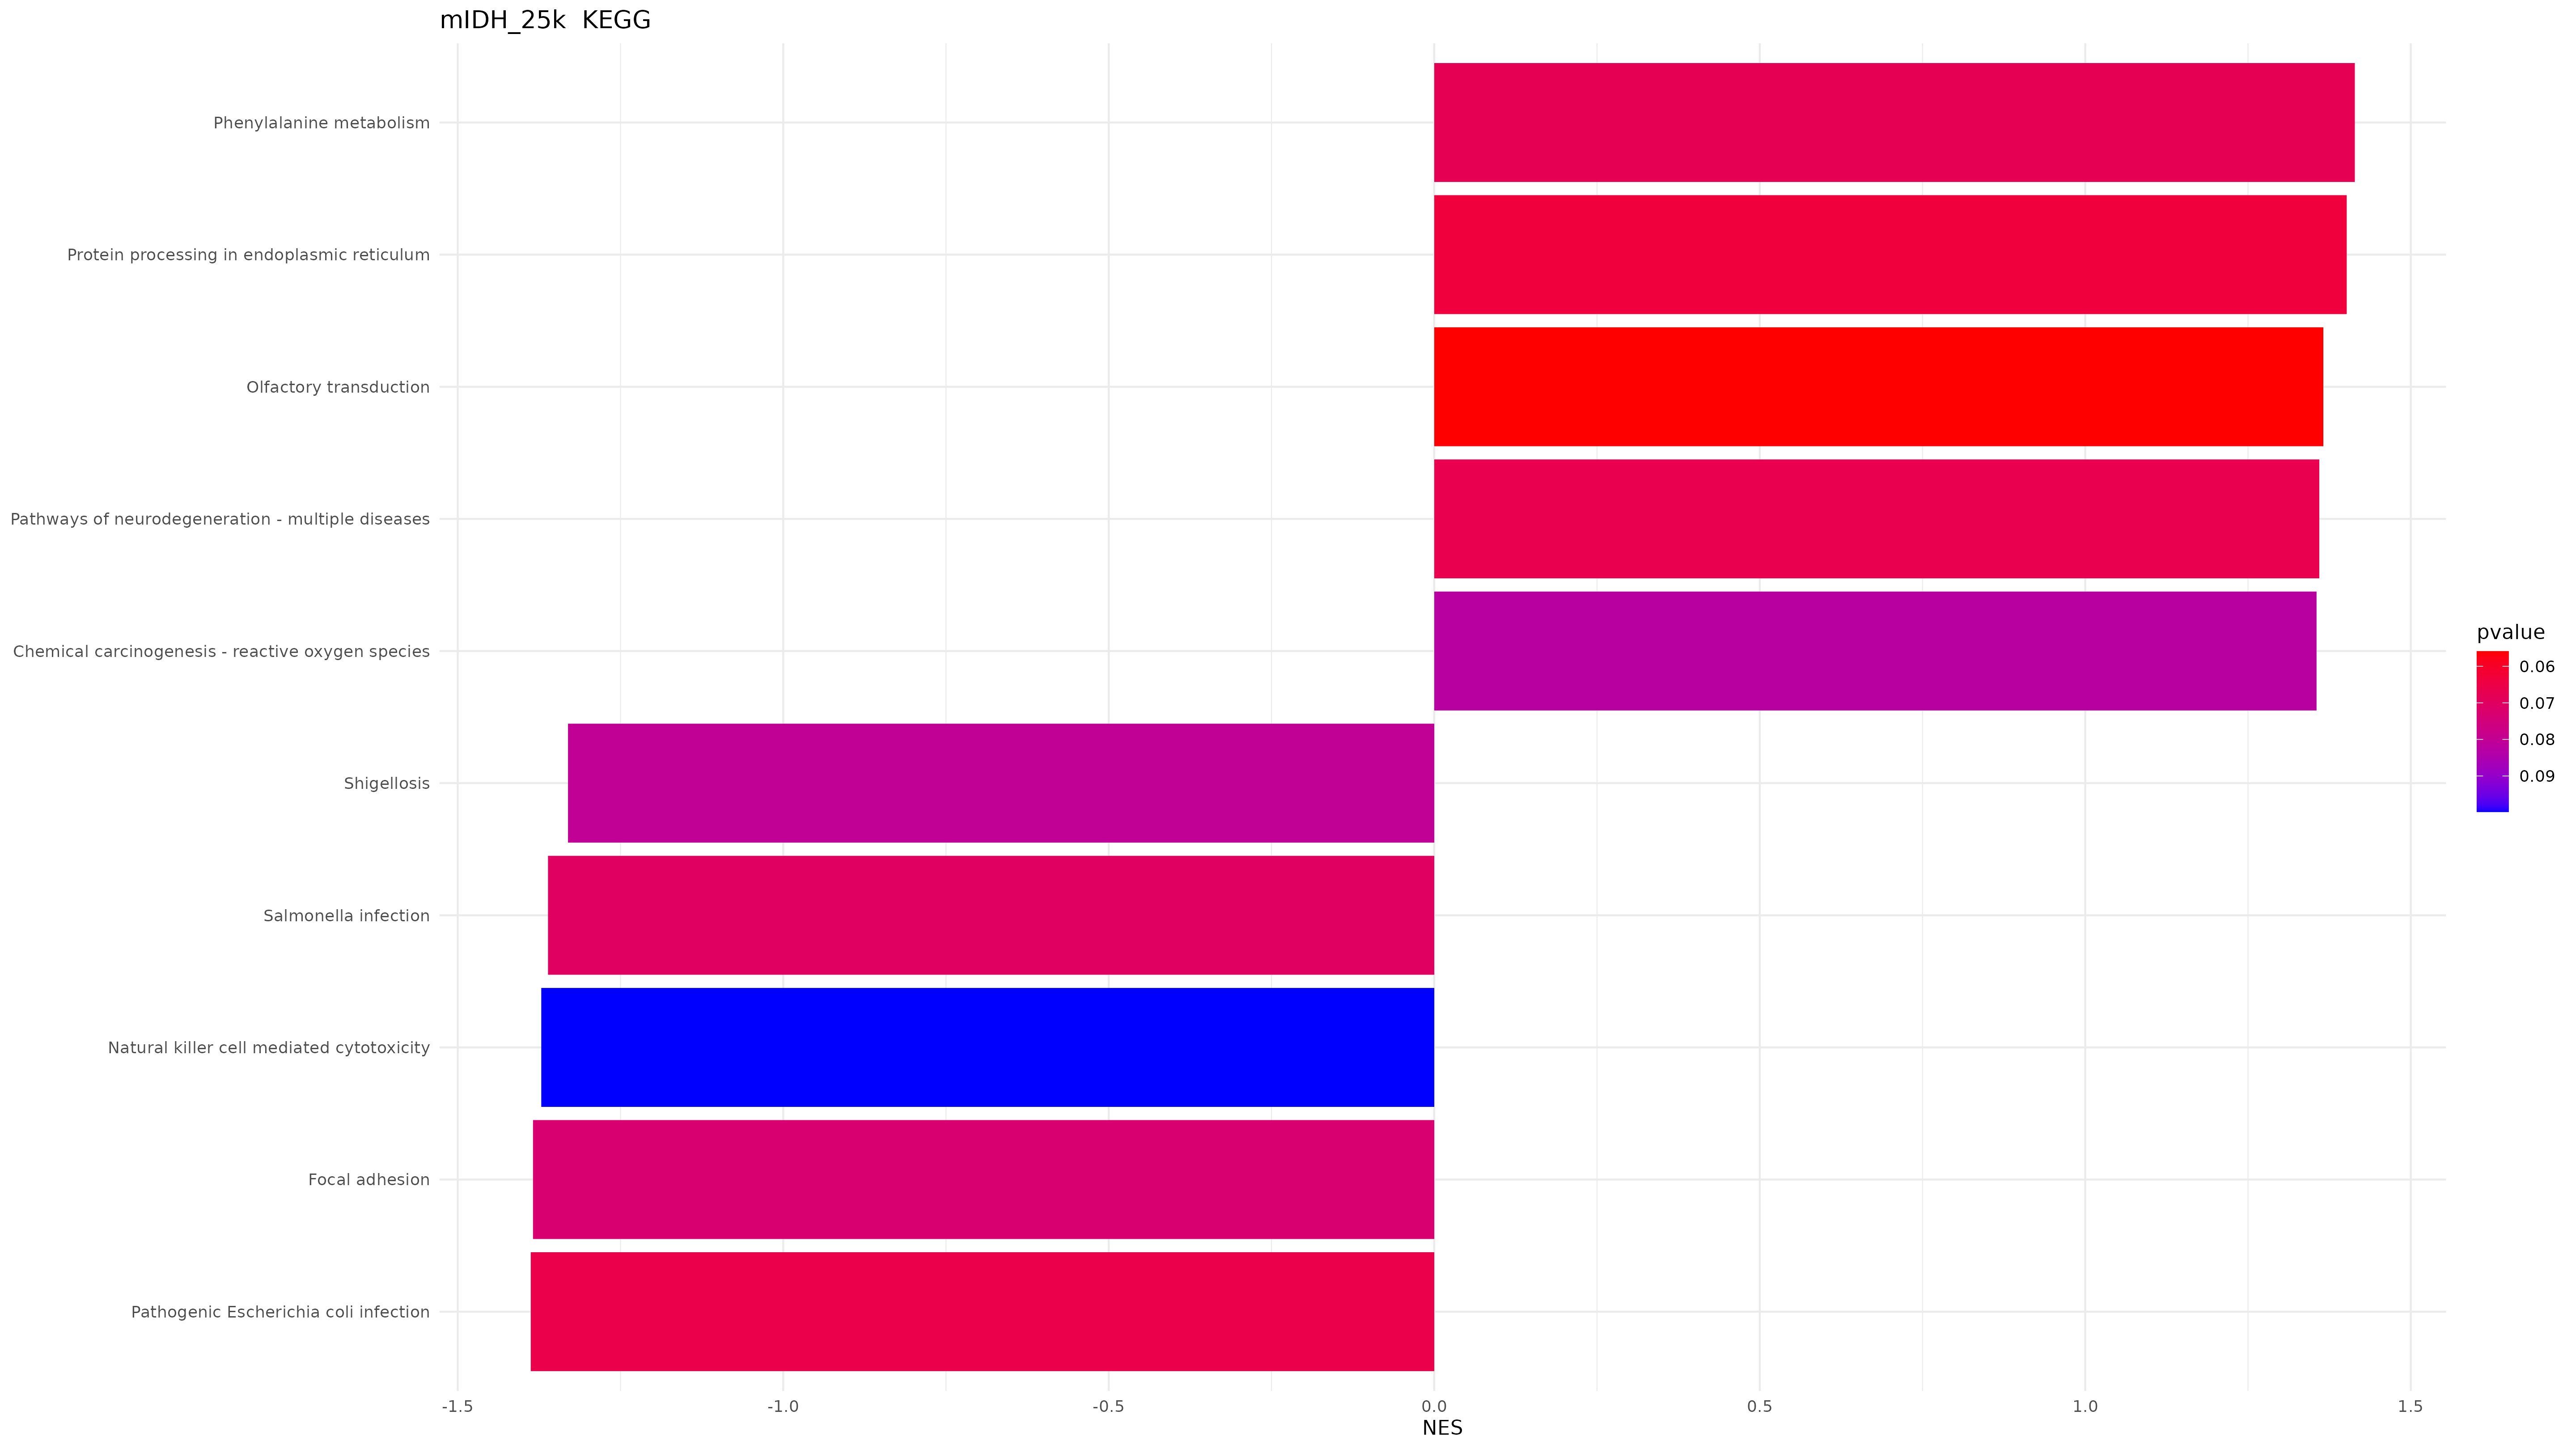 mIDH_25k  KEGG
Phenylalanine metabolism
Protein processing in endoplasmic reticulum
Olfactory transduction
Pathways of neurodegeneration - multiple diseases
Chemical carcinogenesis - reactive oxygen species
Shigellosis
Salmonella infection
Natural killer cell mediated cytotoxicity
Focal adhesion
Pathogenic Escherichia coli infection
-1.5 -1.0 -0.5 0.0 0.5 1.0 1.5
NES
pvalue
0.06
0.07
0.08
0.09